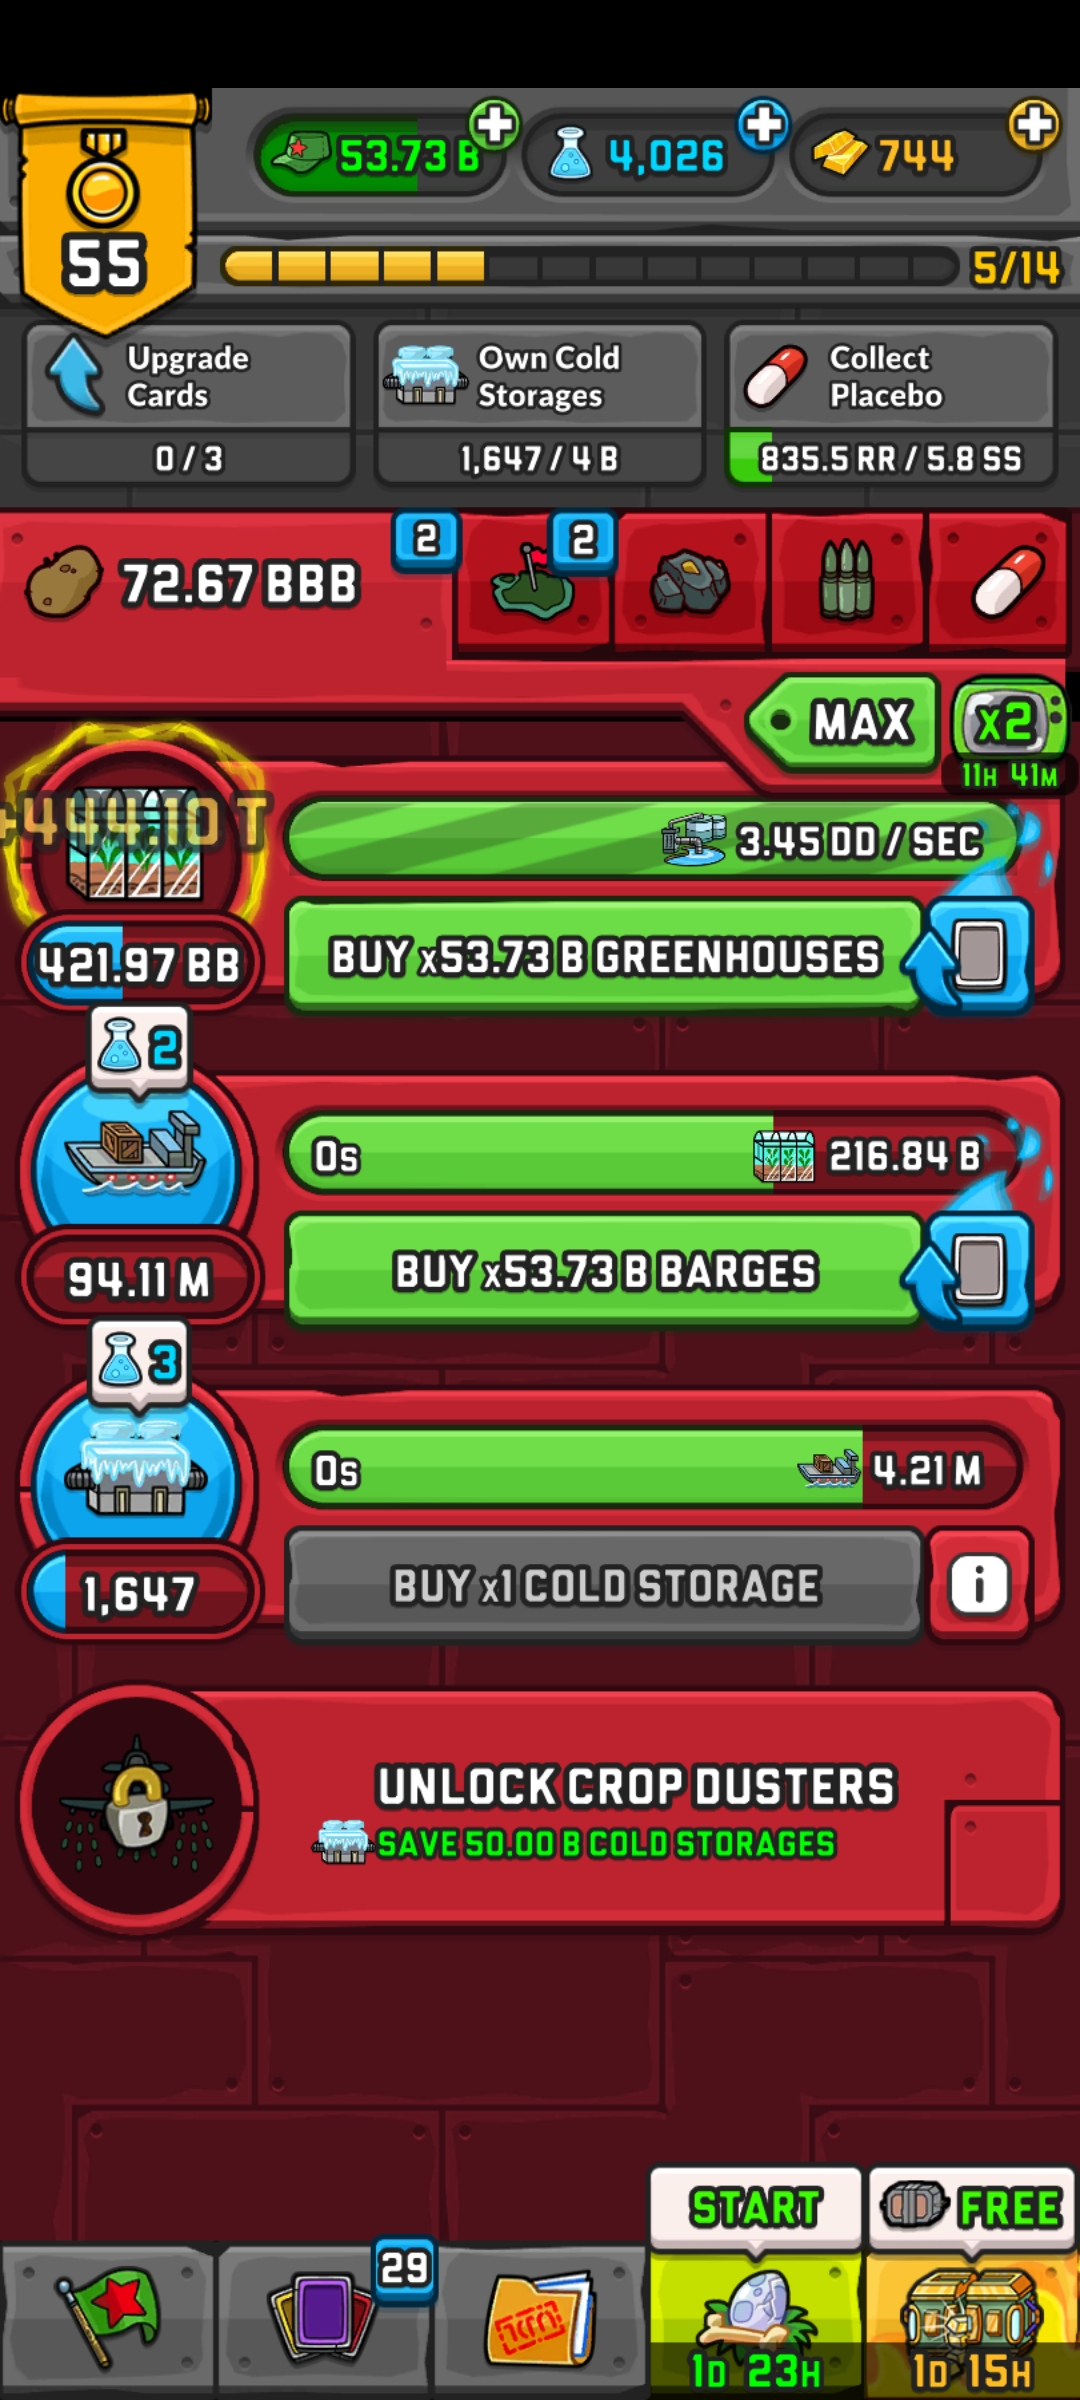 53.73 B
4,026
744
55
5/14
Upgrade
Cards
0 / 3
Own Cold
Storages
1,647 / 4 B
Collect
Placebo
835.5 RR / 5.8 SS
72.67 BBB
2
2
MAX
x2
11H 41M
+444.10 T
3.45 DD / SEC
421.97 BB
BUY x53.73 B GREENHOUSES
2
0s
216.84 B
94.11 M
BUY x53.73 B BARGES
3
0s
4.21 M
1,647
BUY x1 COLD STORAGE
i
UNLOCK CROP DUSTERS
SAVE 50.00 B COLD STORAGES
START
FREE
29
1D 23H
1D 15H